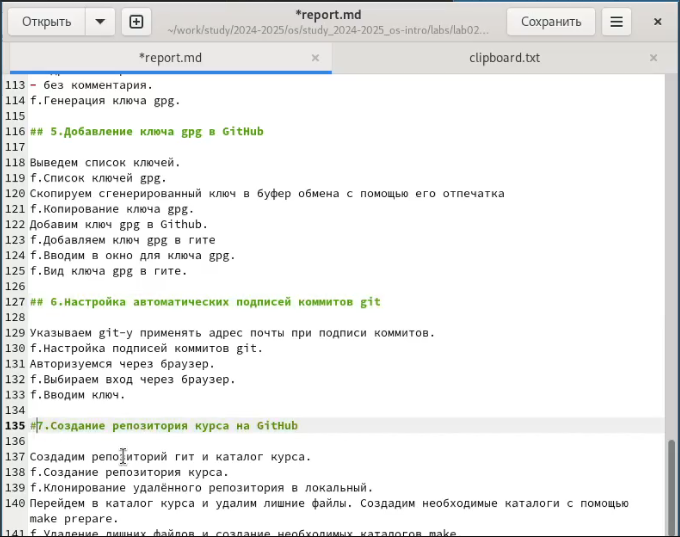 Открыть
*report.md
~/work/study/2024-2025/os/study_2024-2025_os-intro/labs/lab02...
Сохранить
*report.md
clipboard.txt
113 - без комментария.
114 f.Генерация ключа gpg.
115
116 ## 5.Добавление ключа gpg в GitHub
117
118 Выведем список ключей.
119 f.Список ключей gpg.
120 Скопируем сгенерированный ключ в буфер обмена с помощью его отпечатка
121 f.Копирование ключа gpg.
122 Добавим ключ gpg в Github.
123 f.Добавляем ключ gpg в гите
124 f.Вводим в окно для ключа gpg.
125 f.Вид ключа gpg в гите.
126
127 ## 6.Настройка автоматических подписей коммитов git
128
129 Указываем git-у применять адрес почты при подписи коммитов.
130 f.Настройка подписей коммитов git.
131 Авторизуемся через браузер.
132 f.Выбираем вход через браузер.
133 f.Вводим ключ.
134
135 #7.Создание репозитория курса на GitHub
136
137 Создадим репозиторий гит и каталог курса.
138 f.Создание репозитория курса.
139 f.Клонирование удалённого репозитория в локальный.
140 Перейдем в каталог курса и удалим лишние файлы. Создадим необходимые каталоги с помощью
make prepare.
141 f.Удаление лишних файлов и создание необходимых каталогов make